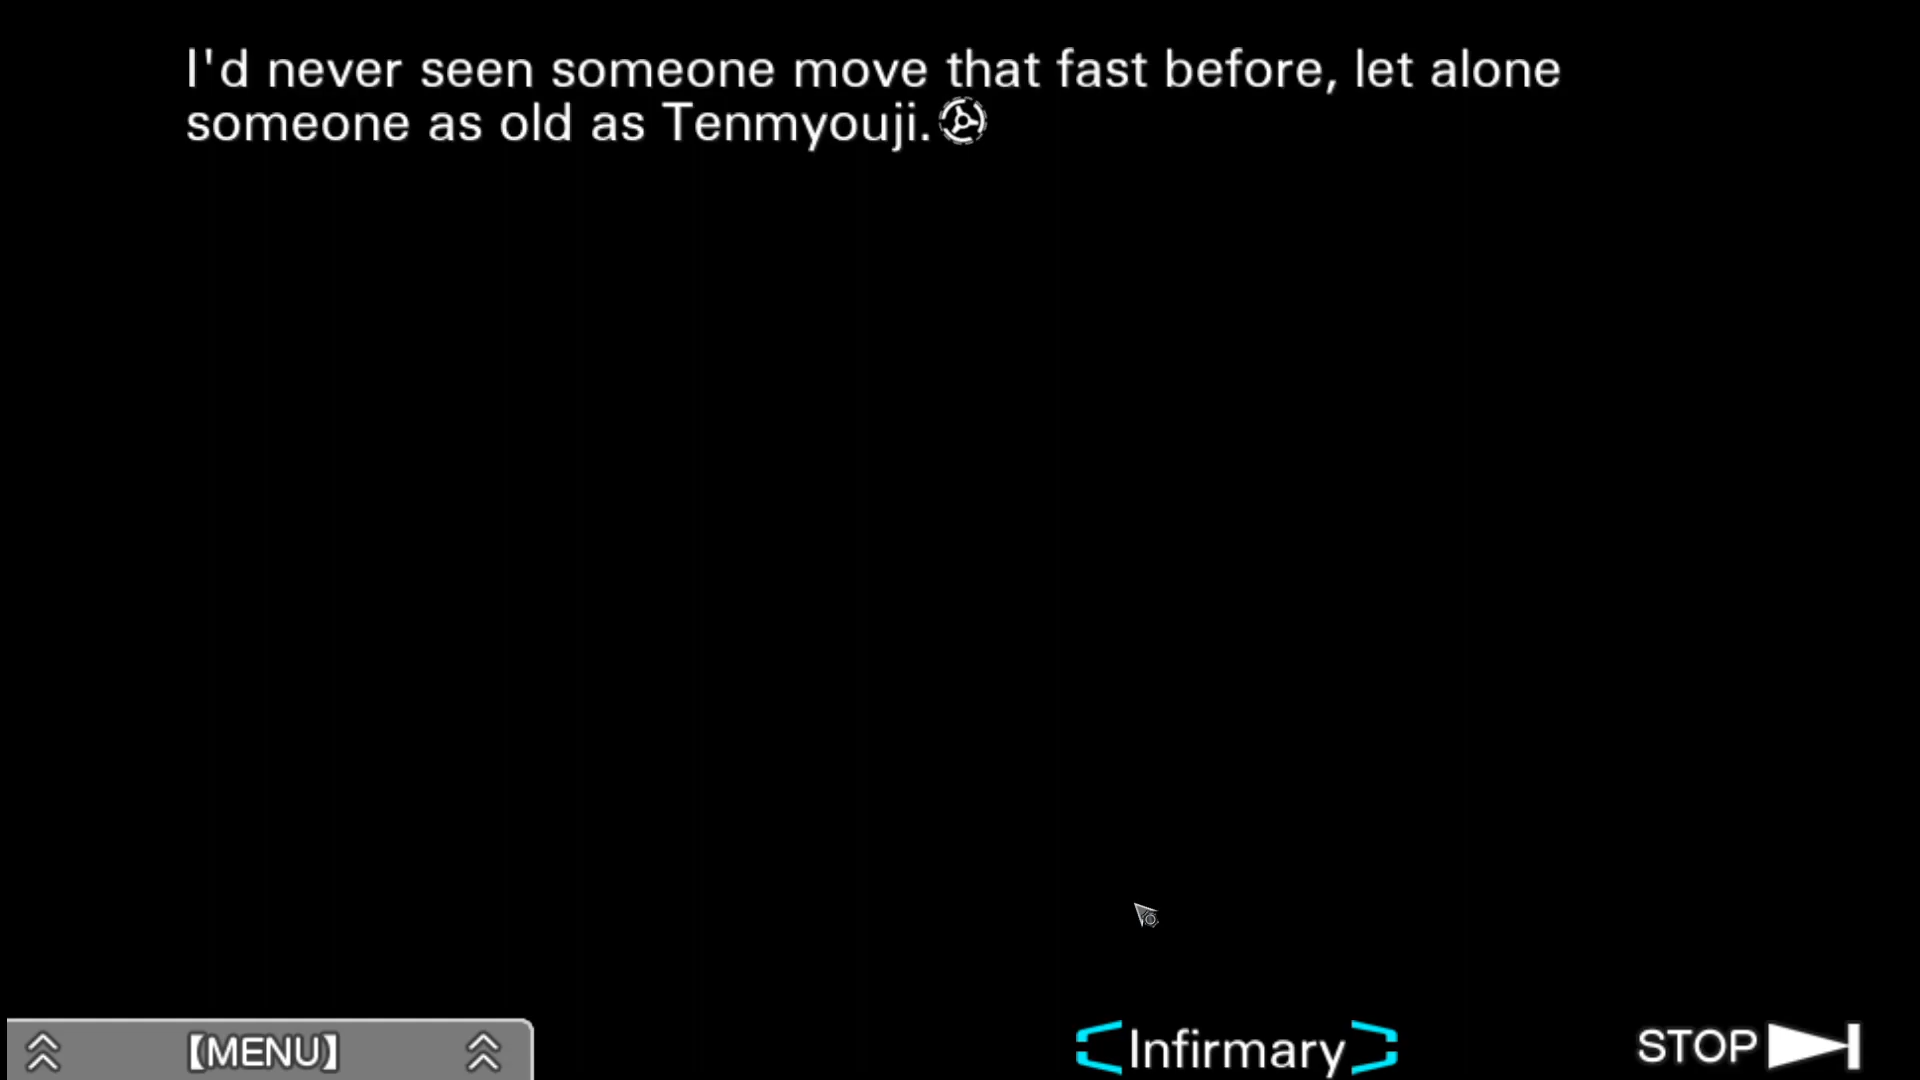 I'd never seen someone move that fast before, let alone
someone as old as Tenmyouji.
【MENU】
Infirmary
STOP